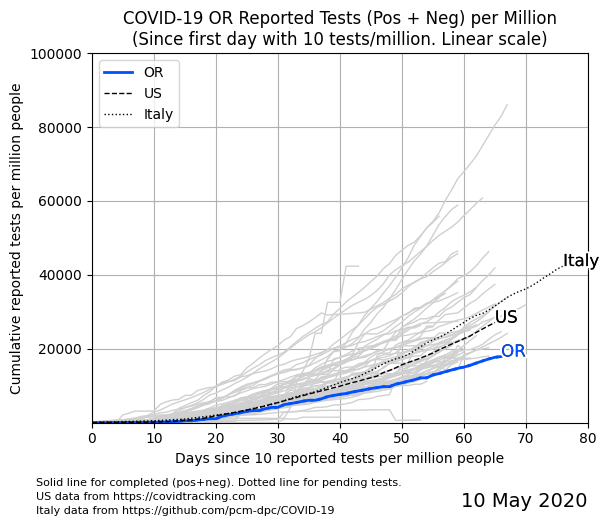 COVID-19 OR Reported Tests (Pos + Neg) per Million
(Since first day with 10 tests/million. Linear scale)
100000
80000
60000
40000
20000
OR
US
Italy
Italy
US
OR
Cumulative reported tests per million people
0 10 20 30 40 50 60 70 80
Days since 10 reported tests per million people
Solid line for completed (pos+neg). Dotted line for pending tests.
US data from https://covidtracking.com
Italy data from https://github.com/pcm-dpc/COVID-19
10 May 2020